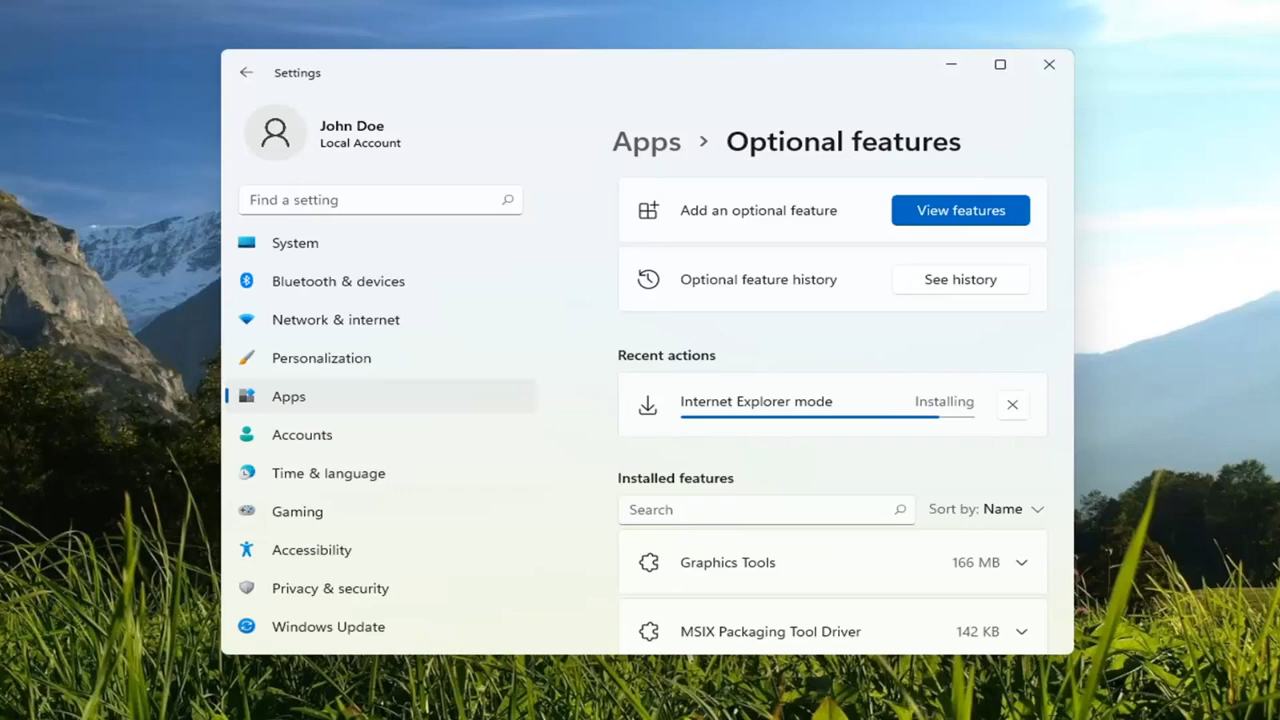 Settings
John Doe
Local Account
Find a setting
System
Bluetooth & devices
Network & internet
Personalization
Apps
Accounts
Time & language
Gaming
Accessibility
Privacy & security
Windows Update
Apps > Optional features
Add an optional feature View features
Optional feature history See history
Recent actions
Internet Explorer mode Installing
Installed features
Search Sort by: Name
Graphics Tools 166 MB
MSIX Packaging Tool Driver 142 KB